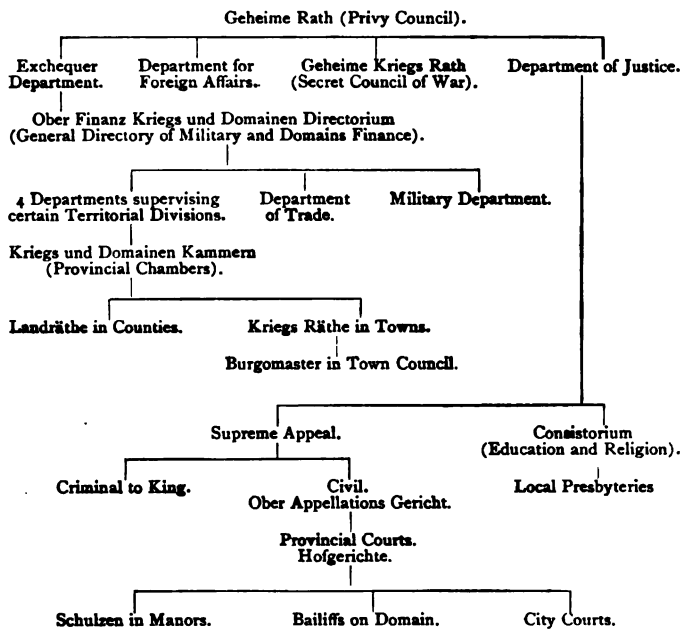 Geheime Rath (Privy Council).
Exchequer
Department.
Department for
Foreign Affairs.
Geheime Kriegs Rath
(Secret Council of War).
Department of Justice.
Ober Finanz Kriegs und Domainen Directorium
(General Directory of Military and Domains Finance).
4 Departments supervising
certain Territorial Divisions.
Department
of Trade.
Military Department.
Kriegs und Domainen Kammern
(Provincial Chambers).
Landräthe in Counties.
Kriegs Räthe in Towns.
Burgomaster in Town Council.
Supreme Appeal.
Consistorium
(Education and Religion).
Criminal to King.
Civil.
Ober Appellations Gericht.
Local Presbyteries
Provincial Courts.
Hofgerichte.
Schulzen in Manors.
Bailiffs on Domain.
City Courts.